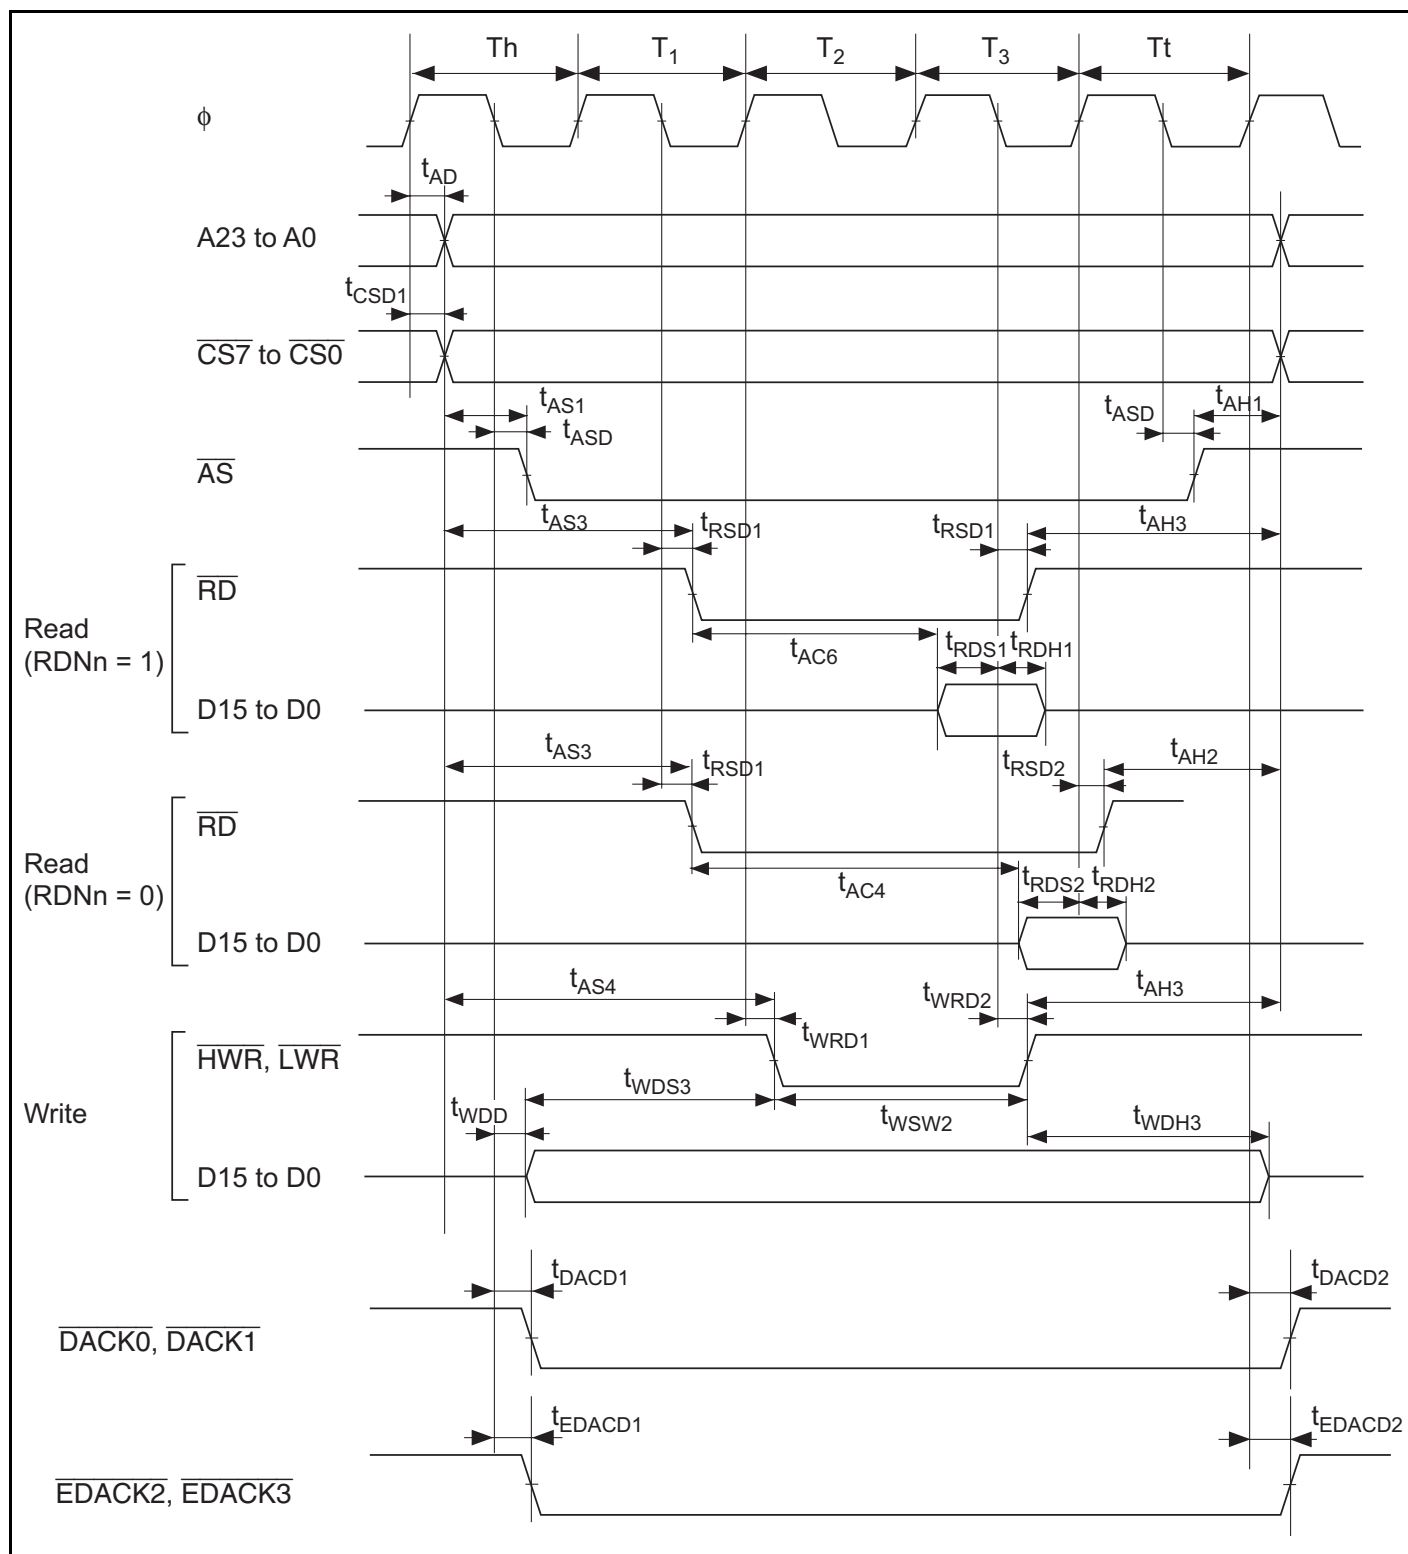 Th T1 T2 T3 Tt
ϕ
tAD
A23 to A0
tCSD1
CS7 to CS0
tAS1 tASD tAH1
tASD
AS
tAS3 tRSD1 tRSD1 tAH3
RD
Read
(RDNn = 1)
tAC6 tRDS1 tRDH1
D15 to D0
tAS3 tRSD1 tRSD2 tAH2
RD
Read
(RDNn = 0)
tAC4 tRDS2 tRDH2
D15 to D0
tAS4 tWRD2 tAH3
tWRD1
HWR, LWR
tWDS3
Write
tWDD tWSW2 tWDH3
D15 to D0
tDACD1 tDACD2
DACK0, DACK1
tEDACD1 tEDACD2
EDACK2, EDACK3